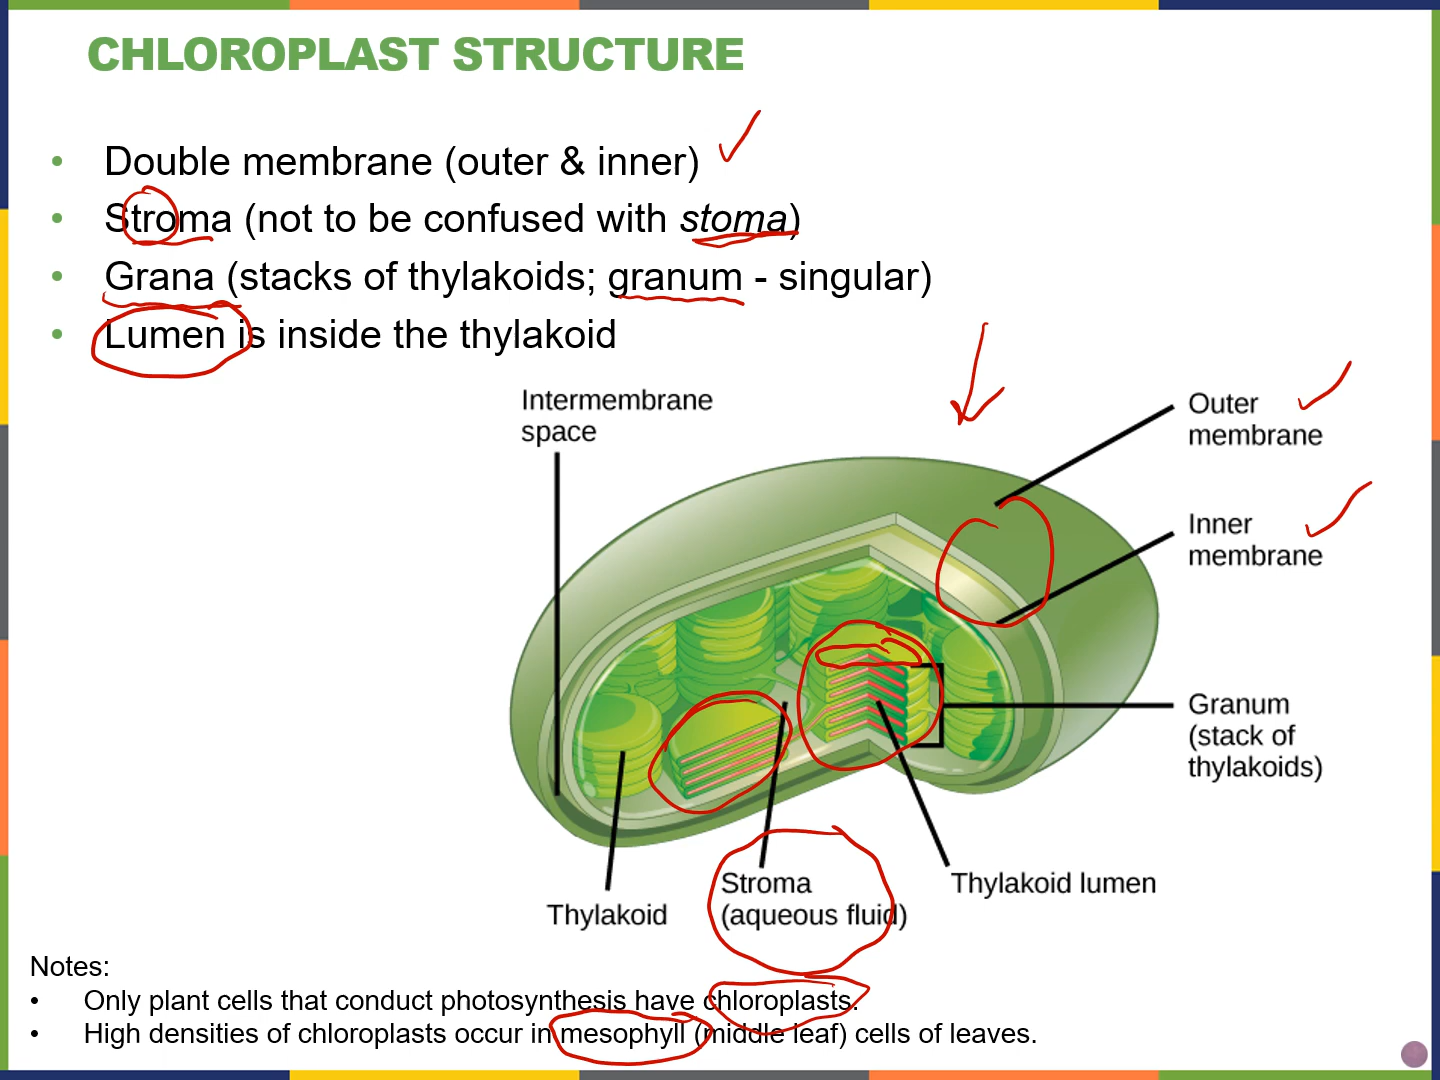 CHLOROPLAST STRUCTURE
• Double membrane (outer & inner)
• Stroma (not to be confused with stoma)
• Grana (stacks of thylakoids; granum - singular)
• Lumen is inside the thylakoid
Intermembrane
space
Outer
membrane
Inner
membrane
Granum
(stack of
thylakoids)
Stroma
(aqueous fluid)
Thylakoid lumen
Thylakoid
Notes:
• Only plant cells that conduct photosynthesis have chloroplasts.
• High densities of chloroplasts occur in mesophyll (middle leaf) cells of leaves.